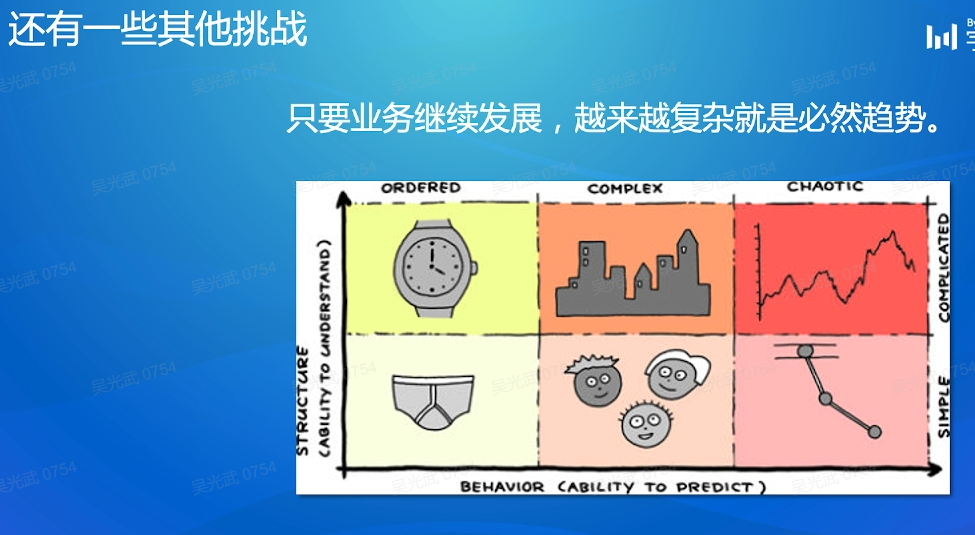 还有一些其他挑战
By
只要业务继续发展，越来越复杂就是必然趋势。
ORDERED
COMPLEX
CHAOTIC
STRUCTURE
(ABILITY TO UNDERSTAND)
COMPLICATED
SIMPLE
BEHAVIOR (ABILITY TO PREDICT)
吴光武 0754